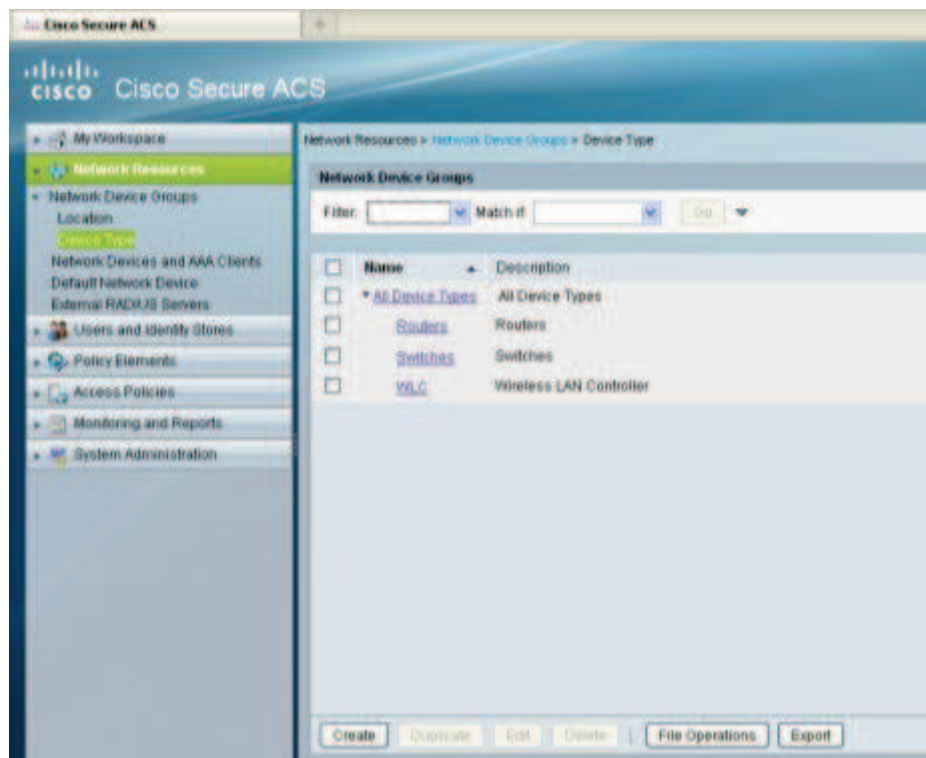 Cisco Secure ACS
CISCO Cisco Secure ACS
My Workspace
Network Resources
Network Device Groups
Location
Device Type
Network Devices and AAA Clients
Default Network Device
External RADIUS Servers
Users and Identity Stores
Policy Elements
Access Policies
Monitoring and Reports
System Administration
Network Resources > Network Device Groups > Device Type
Network Device Groups
Filter: Match if: Go
Name Description
All Device Types All Device Types
Routers Routers
Switches Switches
WLC Wireless LAN Controller
Create Duplicate Edit Delete | File Operations Export